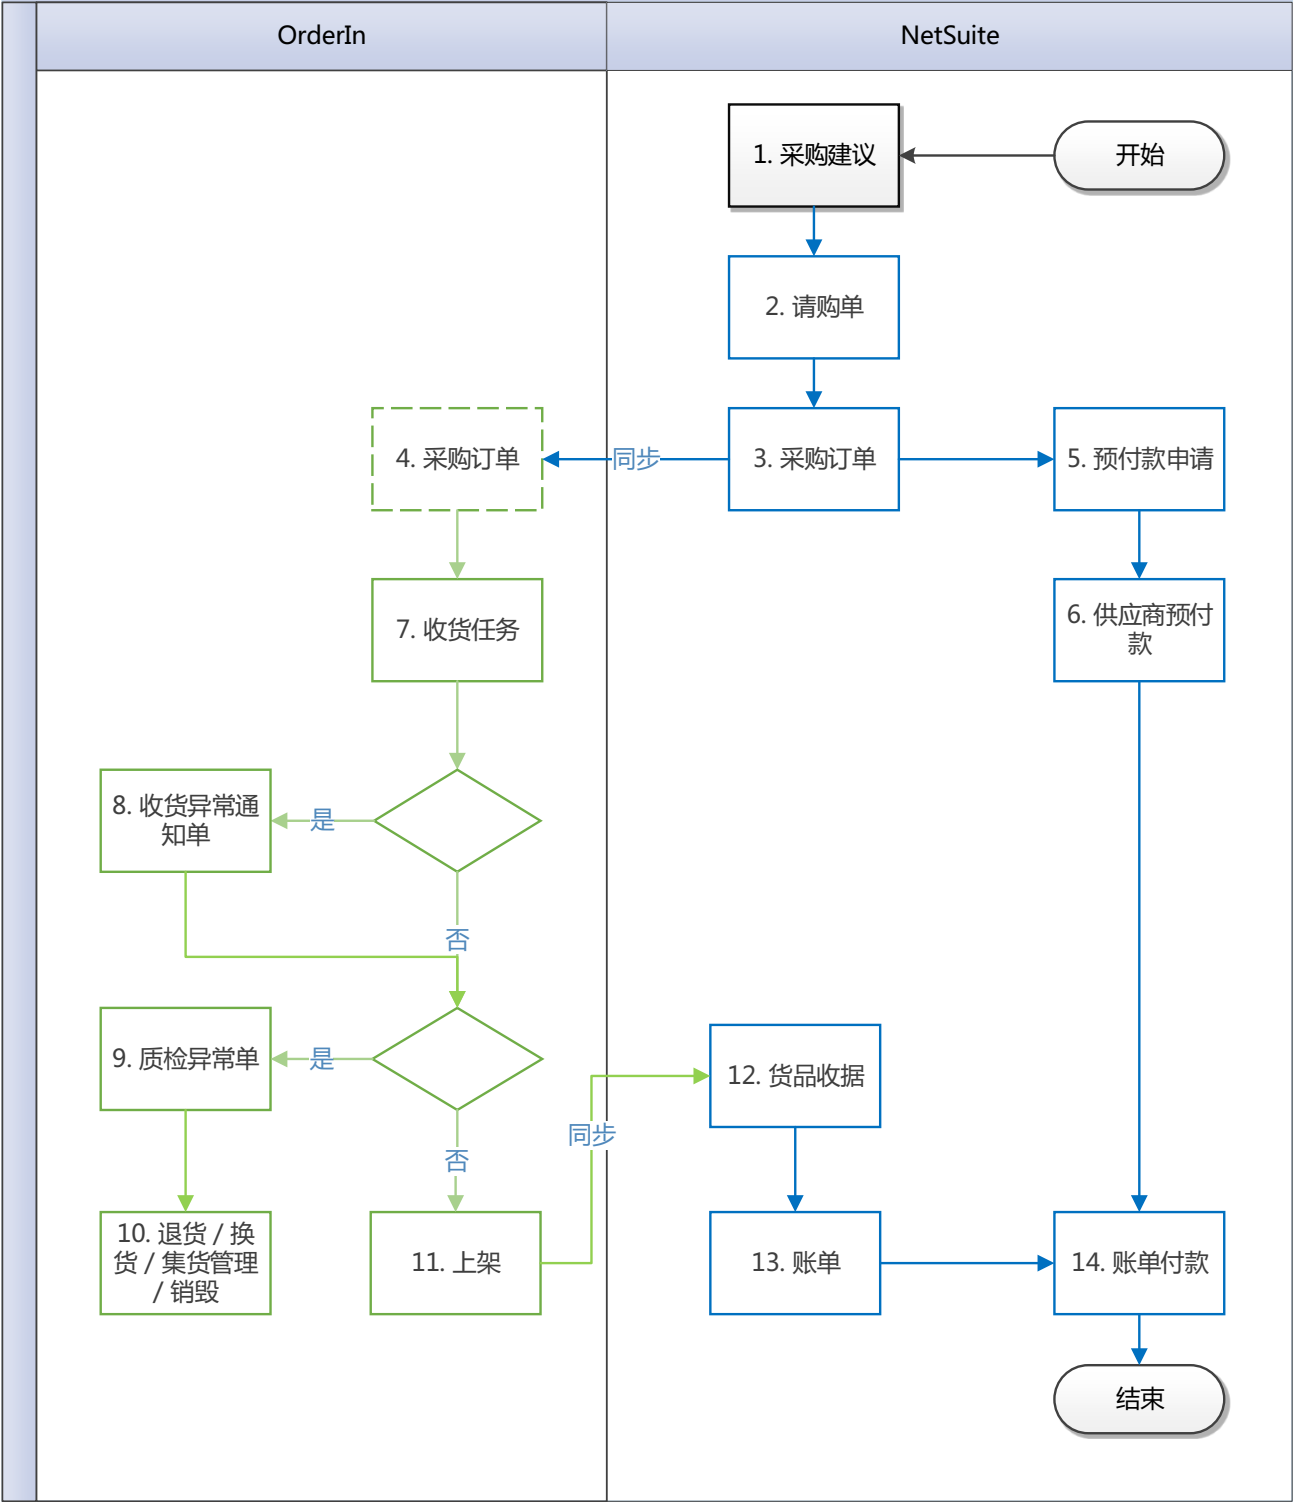 OrderIn
NetSuite
1. 采购建议
开始
2. 请购单
4. 采购订单
同步
3. 采购订单
5. 预付款申请
7. 收货任务
6. 供应商预付
款
8. 收货异常通
知单
是
否
9. 质检异常单
是
12. 货品收据
同步
否
10. 退货 / 换
货 / 集货管理
/ 销毁
11. 上架
13. 账单
14. 账单付款
结束